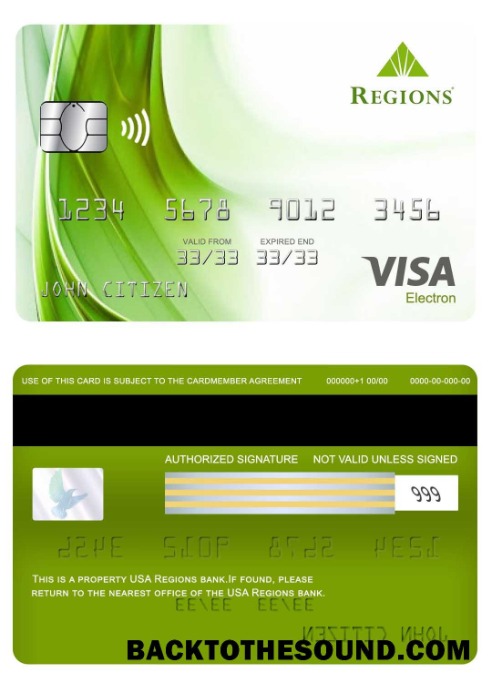 REGIONS
1234 5678 9012 3456
VALID FROM EXPIRED END
33/33 33/33
VISA
JOHN CITIZEN
Electron
USE OF THIS CARD IS SUBJECT TO THE CARDMEMBER AGREEMENT 000000+1 00/00 0000-00-000-00
AUTHORIZED SIGNATURE NOT VALID UNLESS SIGNED
999
THIS IS A PROPERTY USA REGIONS BANK.IF FOUND, PLEASE
RETURN TO THE NEAREST OFFICE OF THE USA REGIONS BANK.
BACKTOTHESOUND.COM